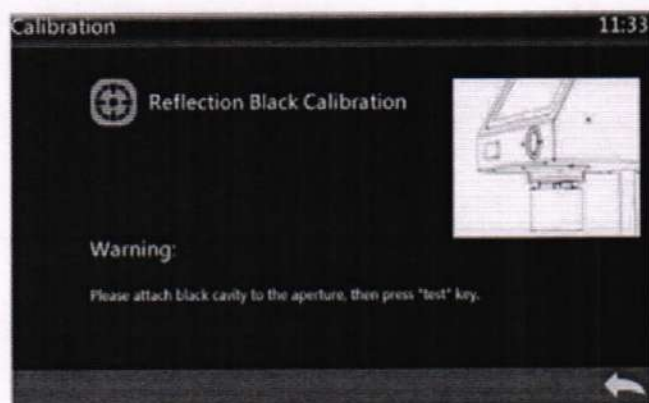 Calibration 11:33
Reflection Black Calibration
Warning:
Please attach black cavity to the aperture, then press "test" key.